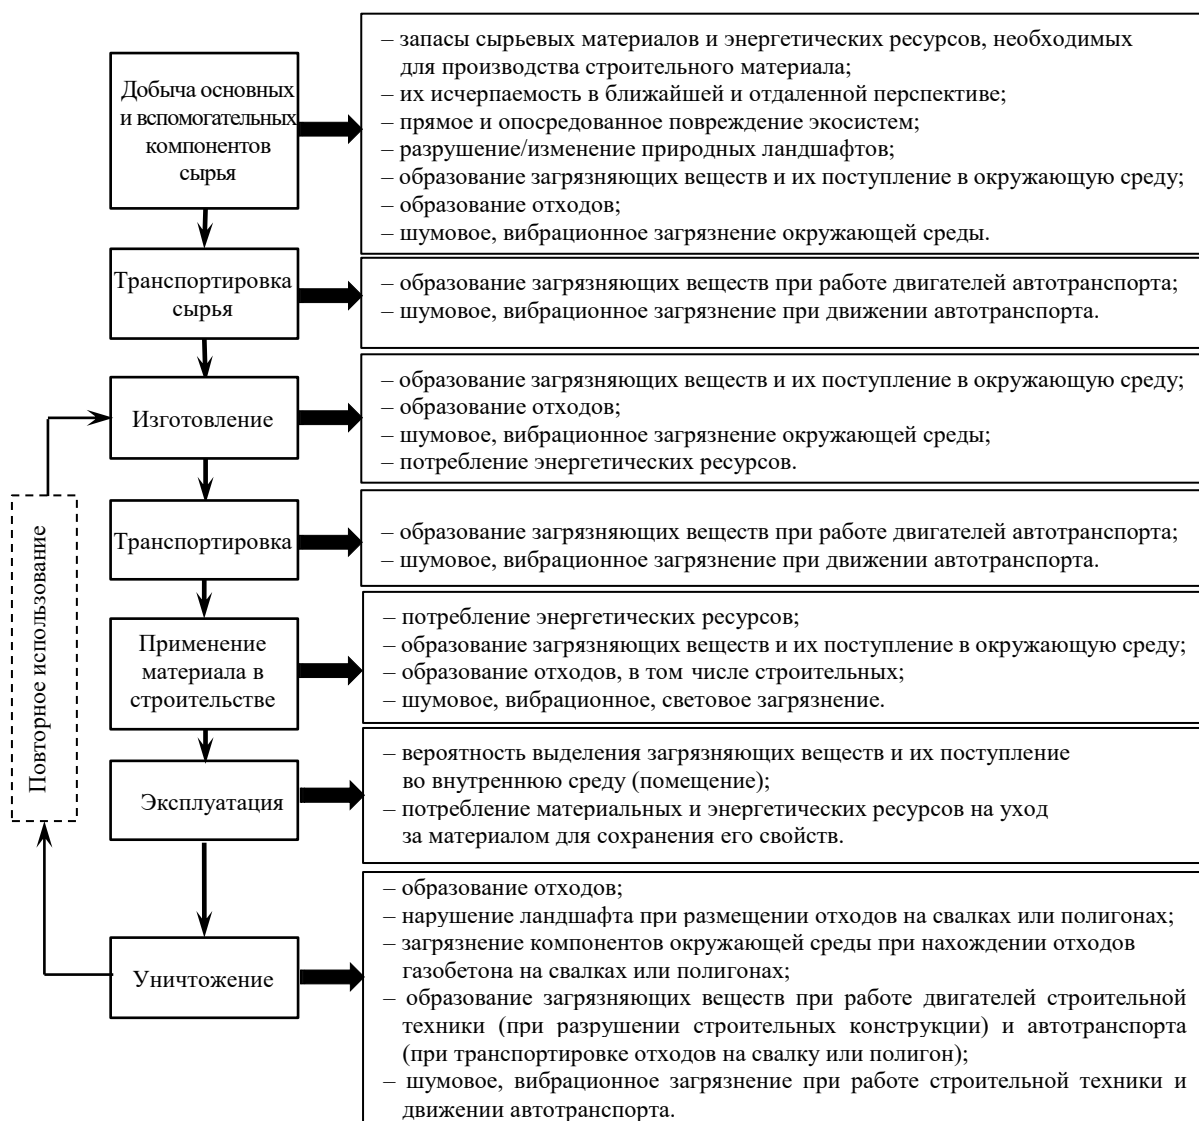 Добыча основных
и вспомогательных
компонентов
сырья
– запасы сырьевых материалов и энергетических ресурсов, необходимых
для производства строительного материала;
– их исчерпаемость в ближайшей и отдаленной перспективе;
– прямое и опосредованное повреждение экосистем;
– разрушение/изменение природных ландшафтов;
– образование загрязняющих веществ и их поступление в окружающую среду;
– образование отходов;
– шумовое, вибрационное загрязнение окружающей среды.
Транспортировка
сырья
– образование загрязняющих веществ при работе двигателей автотранспорта;
– шумовое, вибрационное загрязнение при движении автотранспорта.
Изготовление
– образование загрязняющих веществ и их поступление в окружающую среду;
– образование отходов;
– шумовое, вибрационное загрязнение окружающей среды;
– потребление энергетических ресурсов.
Транспортировка
– образование загрязняющих веществ при работе двигателей автотранспорта;
– шумовое, вибрационное загрязнение при движении автотранспорта.
Применение
материала в
строительстве
– потребление энергетических ресурсов;
– образование загрязняющих веществ и их поступление в окружающую среду;
– образование отходов, в том числе строительных;
– шумовое, вибрационное, световое загрязнение.
Эксплуатация
– вероятность выделения загрязняющих веществ и их поступление
во внутреннюю среду (помещение);
– потребление материальных и энергетических ресурсов на уход
за материалом для сохранения его свойств.
Уничтожение
– образование отходов;
– нарушение ландшафта при размещении отходов на свалках или полигонах;
– загрязнение компонентов окружающей среды при нахождении отходов
газобетона на свалках или полигонах;
– образование загрязняющих веществ при работе двигателей строительной
техники (при разрушении строительных конструкции) и автотранспорта
(при транспортировке отходов на свалку или полигон);
– шумовое, вибрационное загрязнение при работе строительной техники и
движении автотранспорта.
Повторное использование